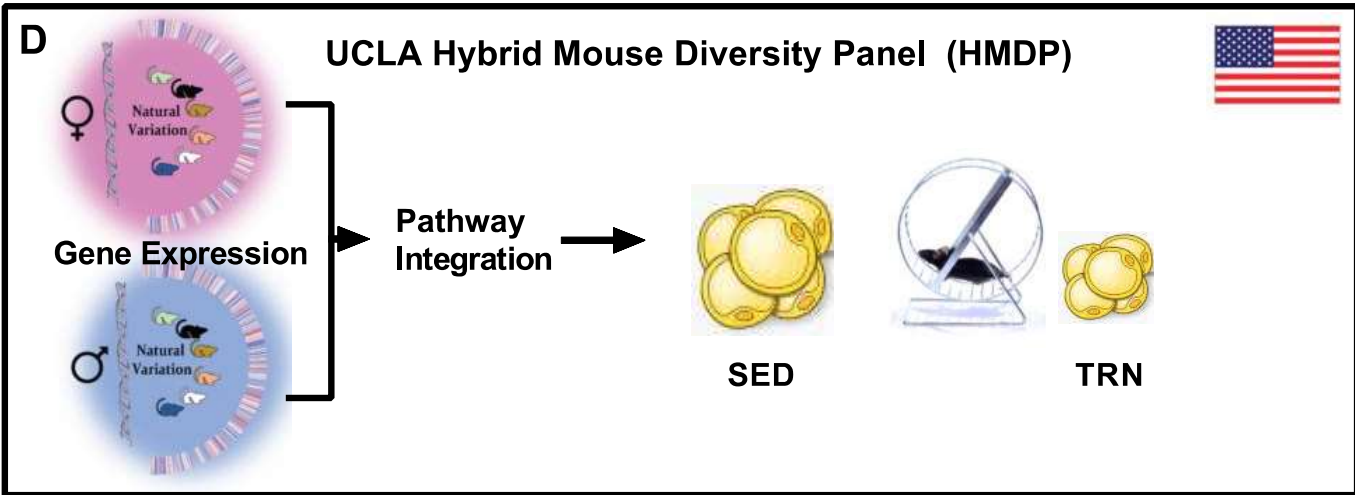 D
UCLA Hybrid Mouse Diversity Panel (HMDP)
♀
Natural
Variation
Gene Expression
Pathway
Integration
♂
Natural
Variation
SED
TRN